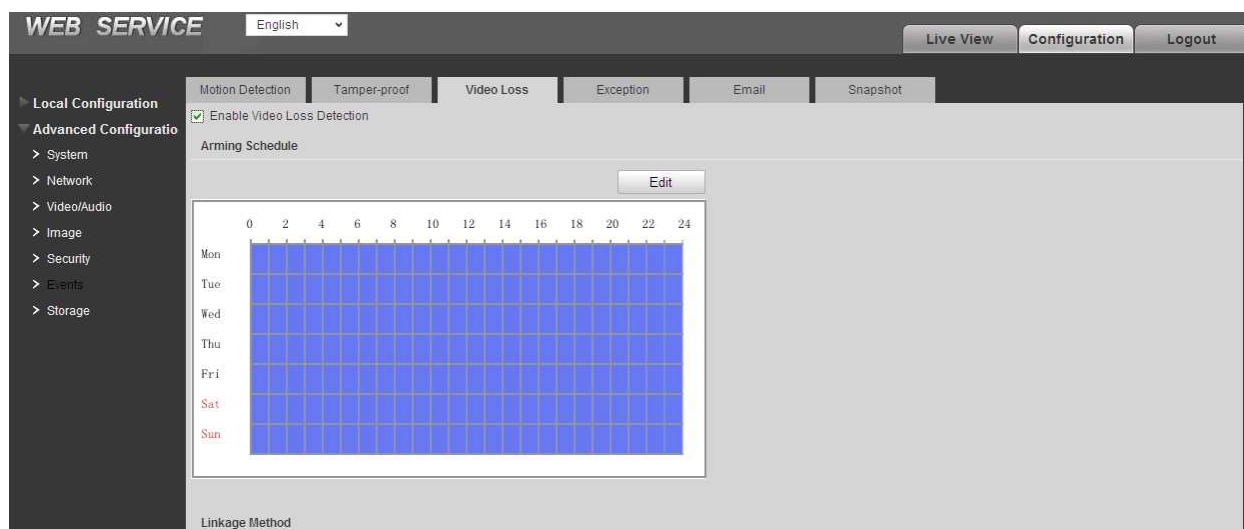 WEB SERVICE
English
Live View Configuration Logout
Motion Detection Tamper-proof Video Loss Exception Email Snapshot
Local Configuration
Advanced Configuratio
System
Network
Video/Audio
Image
Security
Events
Storage
Enable Video Loss Detection
Arming Schedule
Edit
0 2 4 6 8 10 12 14 16 18 20 22 24
Mon
Tue
Wed
Thu
Fri
Sat
Sun
Linkage Method